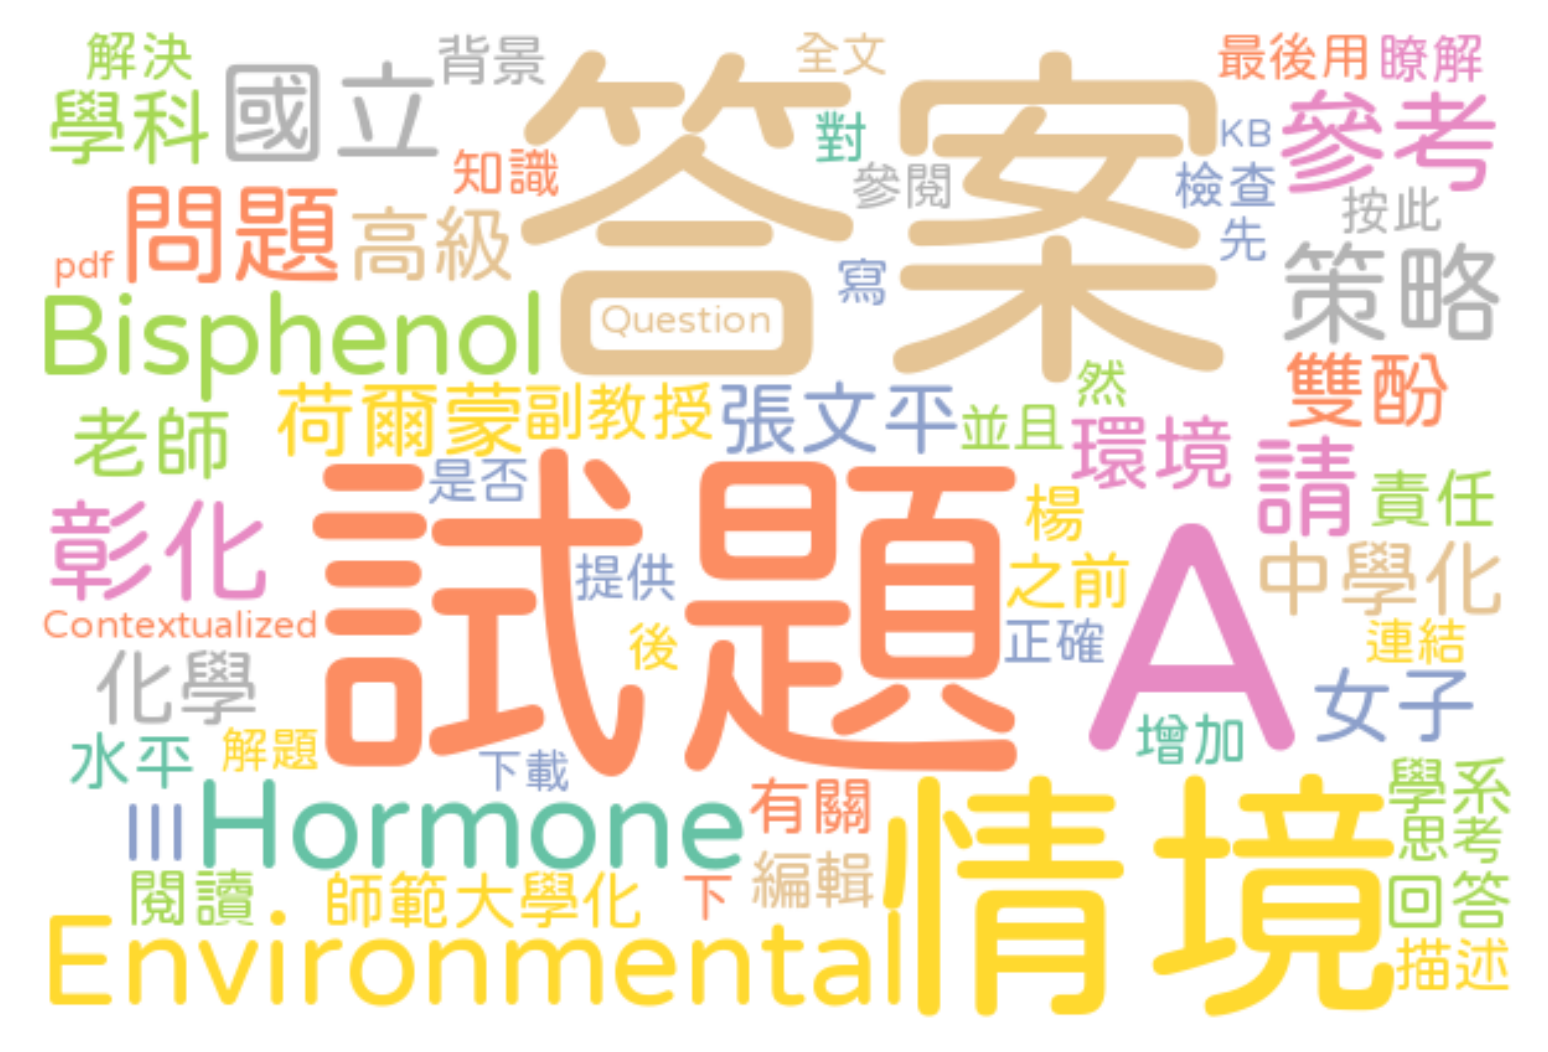 解決
背景
全文
最後用
瞭解
學科
國立
答案
對
KB
參考
知識
參閱
檢查
按此
問題
高級
先
pdf
寫
策略
Bisphenol
Question
雙酚
然
荷爾蒙
副教授
張文平
並且
環境
老師
是否
試題
請
責任
楊
彰化
提供
之前
A
中學化
Contextualized
後
正確
連結
化學
女子
水平
解題
下載
增加
III
Hormone
有關
情境
學系
思考
閱讀
師範大學化
下
編輯
回答
Environmental
描述